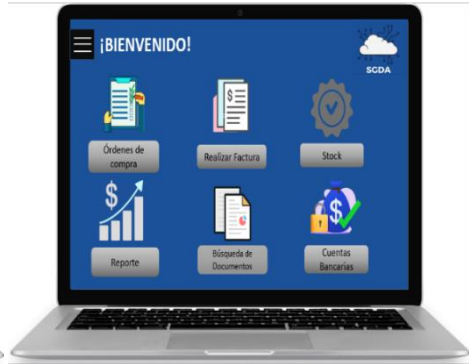 ¡BIENVENIDO!
SGDA
Órdenes de
compra
Realizar Factura
Stock
$
Reporte
Búsqueda de
Documentos
$
Cuentas
Bancarias